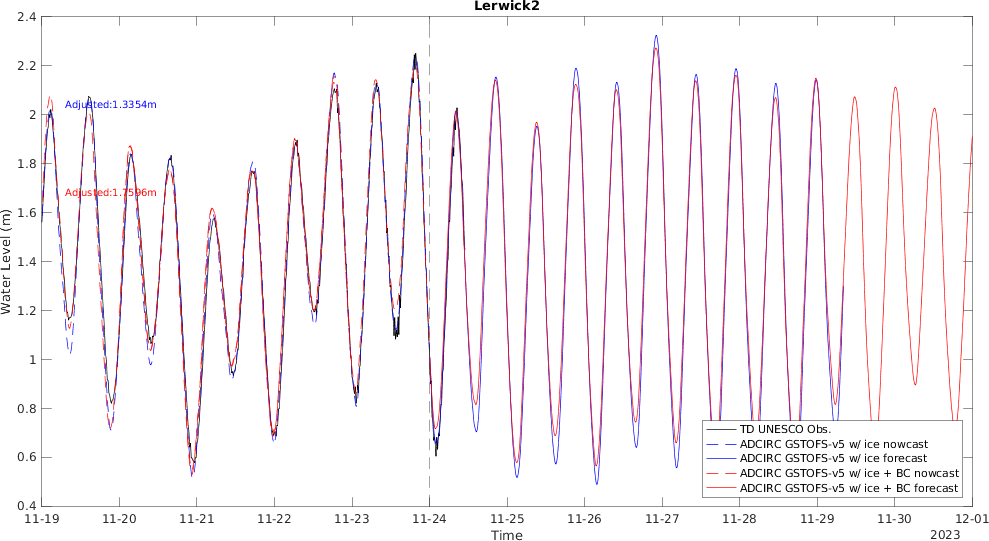 Lerwick2
Water Level (m)
2.4
2.2
2
1.8
1.6
1.4
1.2
1
0.8
0.6
0.4
Adjusted:1.3354m
Adjusted:1.7596m
TD UNESCO Obs.
ADCIRC GSTOFS-v5 w/ ice nowcast
ADCIRC GSTOFS-v5 w/ ice forecast
ADCIRC GSTOFS-v5 w/ ice + BC nowcast
ADCIRC GSTOFS-v5 w/ ice + BC forecast
11-19 11-20 11-21 11-22 11-23 11-24 11-25 11-26 11-27 11-28 11-29 11-30 12-01
Time
2023